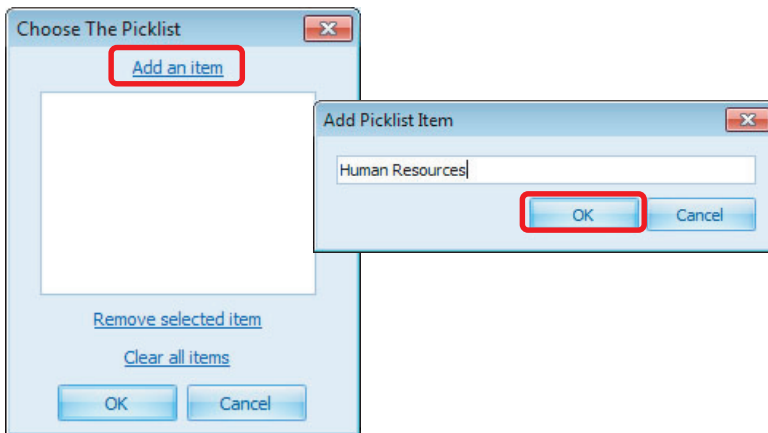 Choose The Picklist
Add an item
Remove selected item
Clear all items
OK
Cancel
Add Picklist Item
Human Resources
OK
Cancel